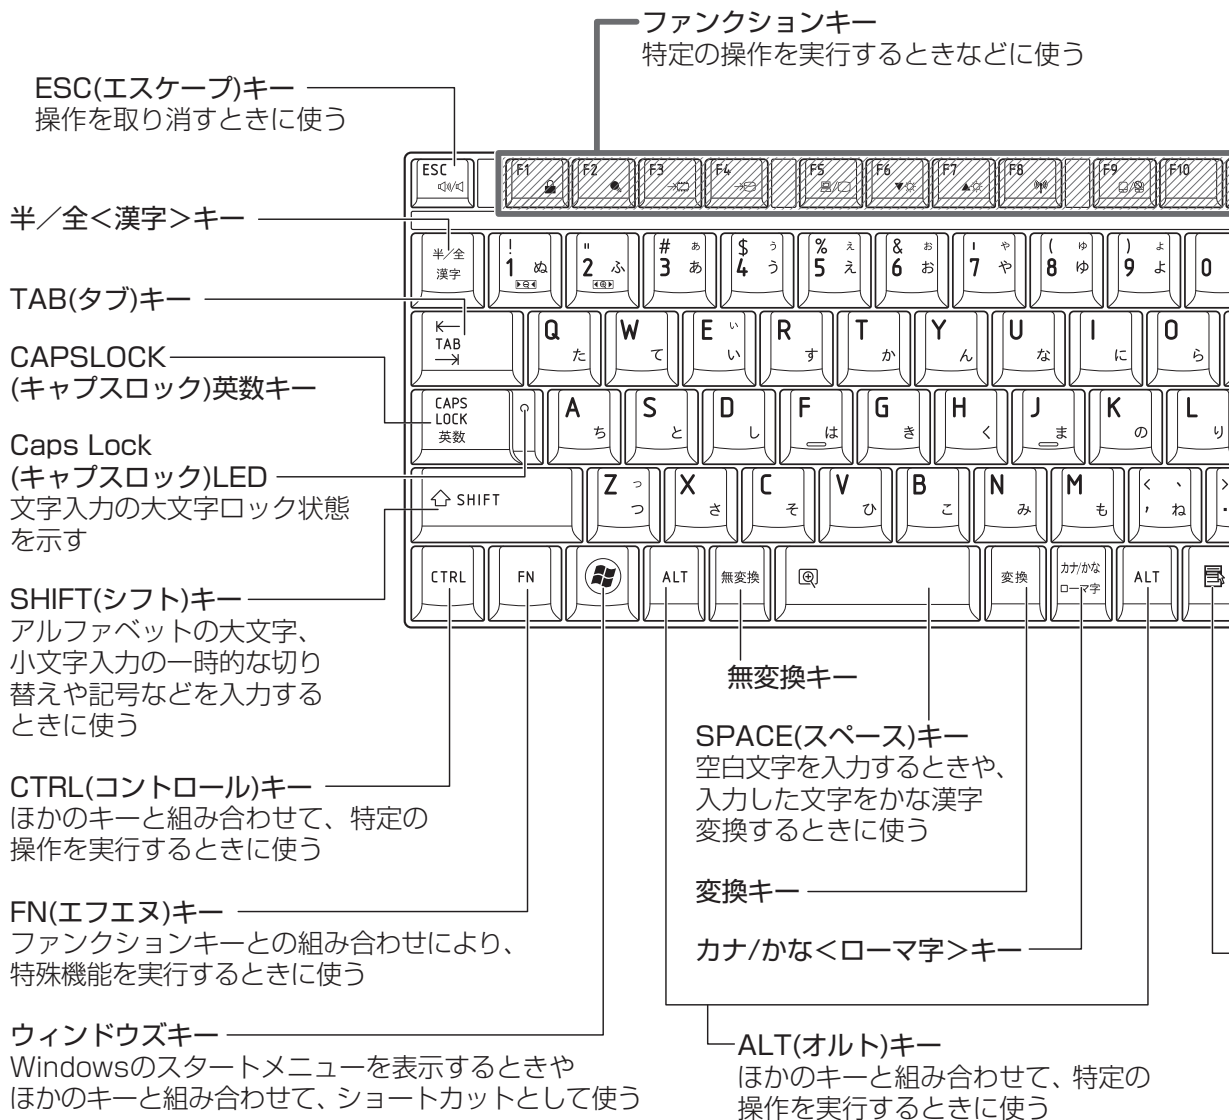 ファンクションキー
特定の操作を実行するときなどに使う
ESC(エスケープ)キー
操作を取り消すときに使う
半／全＜漢字＞キー
TAB(タブ)キー
CAPSLOCK
(キャプスロック)英数キー
Caps Lock
(キャプスロック)LED
文字入力の大文字ロック状態
を示す
SHIFT(シフト)キー
アルファベットの大文字、
小文字入力の一時的な切り
替えや記号などを入力する
ときに使う
CTRL(コントロール)キー
ほかのキーと組み合わせて、特定の
操作を実行するときに使う
FN(エフエヌ)キー
ファンクションキーとの組み合わせにより、
特殊機能を実行するときに使う
ウィンドウズキー
Windowsのスタートメニューを表示するときや
ほかのキーと組み合わせて、ショートカットとして使う
ESC F1 F2 F3 F4 F5 F6 F7 F8 F9 F10
半／全 ! " # ぁ $ ぅ % ぇ & ぉ ' ゃ ( ゅ ) ょ
漢字 1 ぬ 2 ふ 3 あ 4 う 5 え 6 お 7 や 8 ゆ 9 よ 0
TAB Q た W て E ぃ い R す T か Y ん U な I に O ら
CAPS
LOCK
英数
A ち S と D し F は G き H く J ま K の L り
SHIFT Z っ つ X さ C そ V ひ B こ N み M も < 、 , ね > .
CTRL FN ALT 無変換 変換 カナ/かな
ローマ字
ALT
無変換キー
SPACE(スペース)キー
空白文字を入力するときや、
入力した文字をかな漢字
変換するときに使う
変換キー
カナ/かな＜ローマ字＞キー
ALT(オルト)キー
ほかのキーと組み合わせて、特定の
操作を実行するときに使う